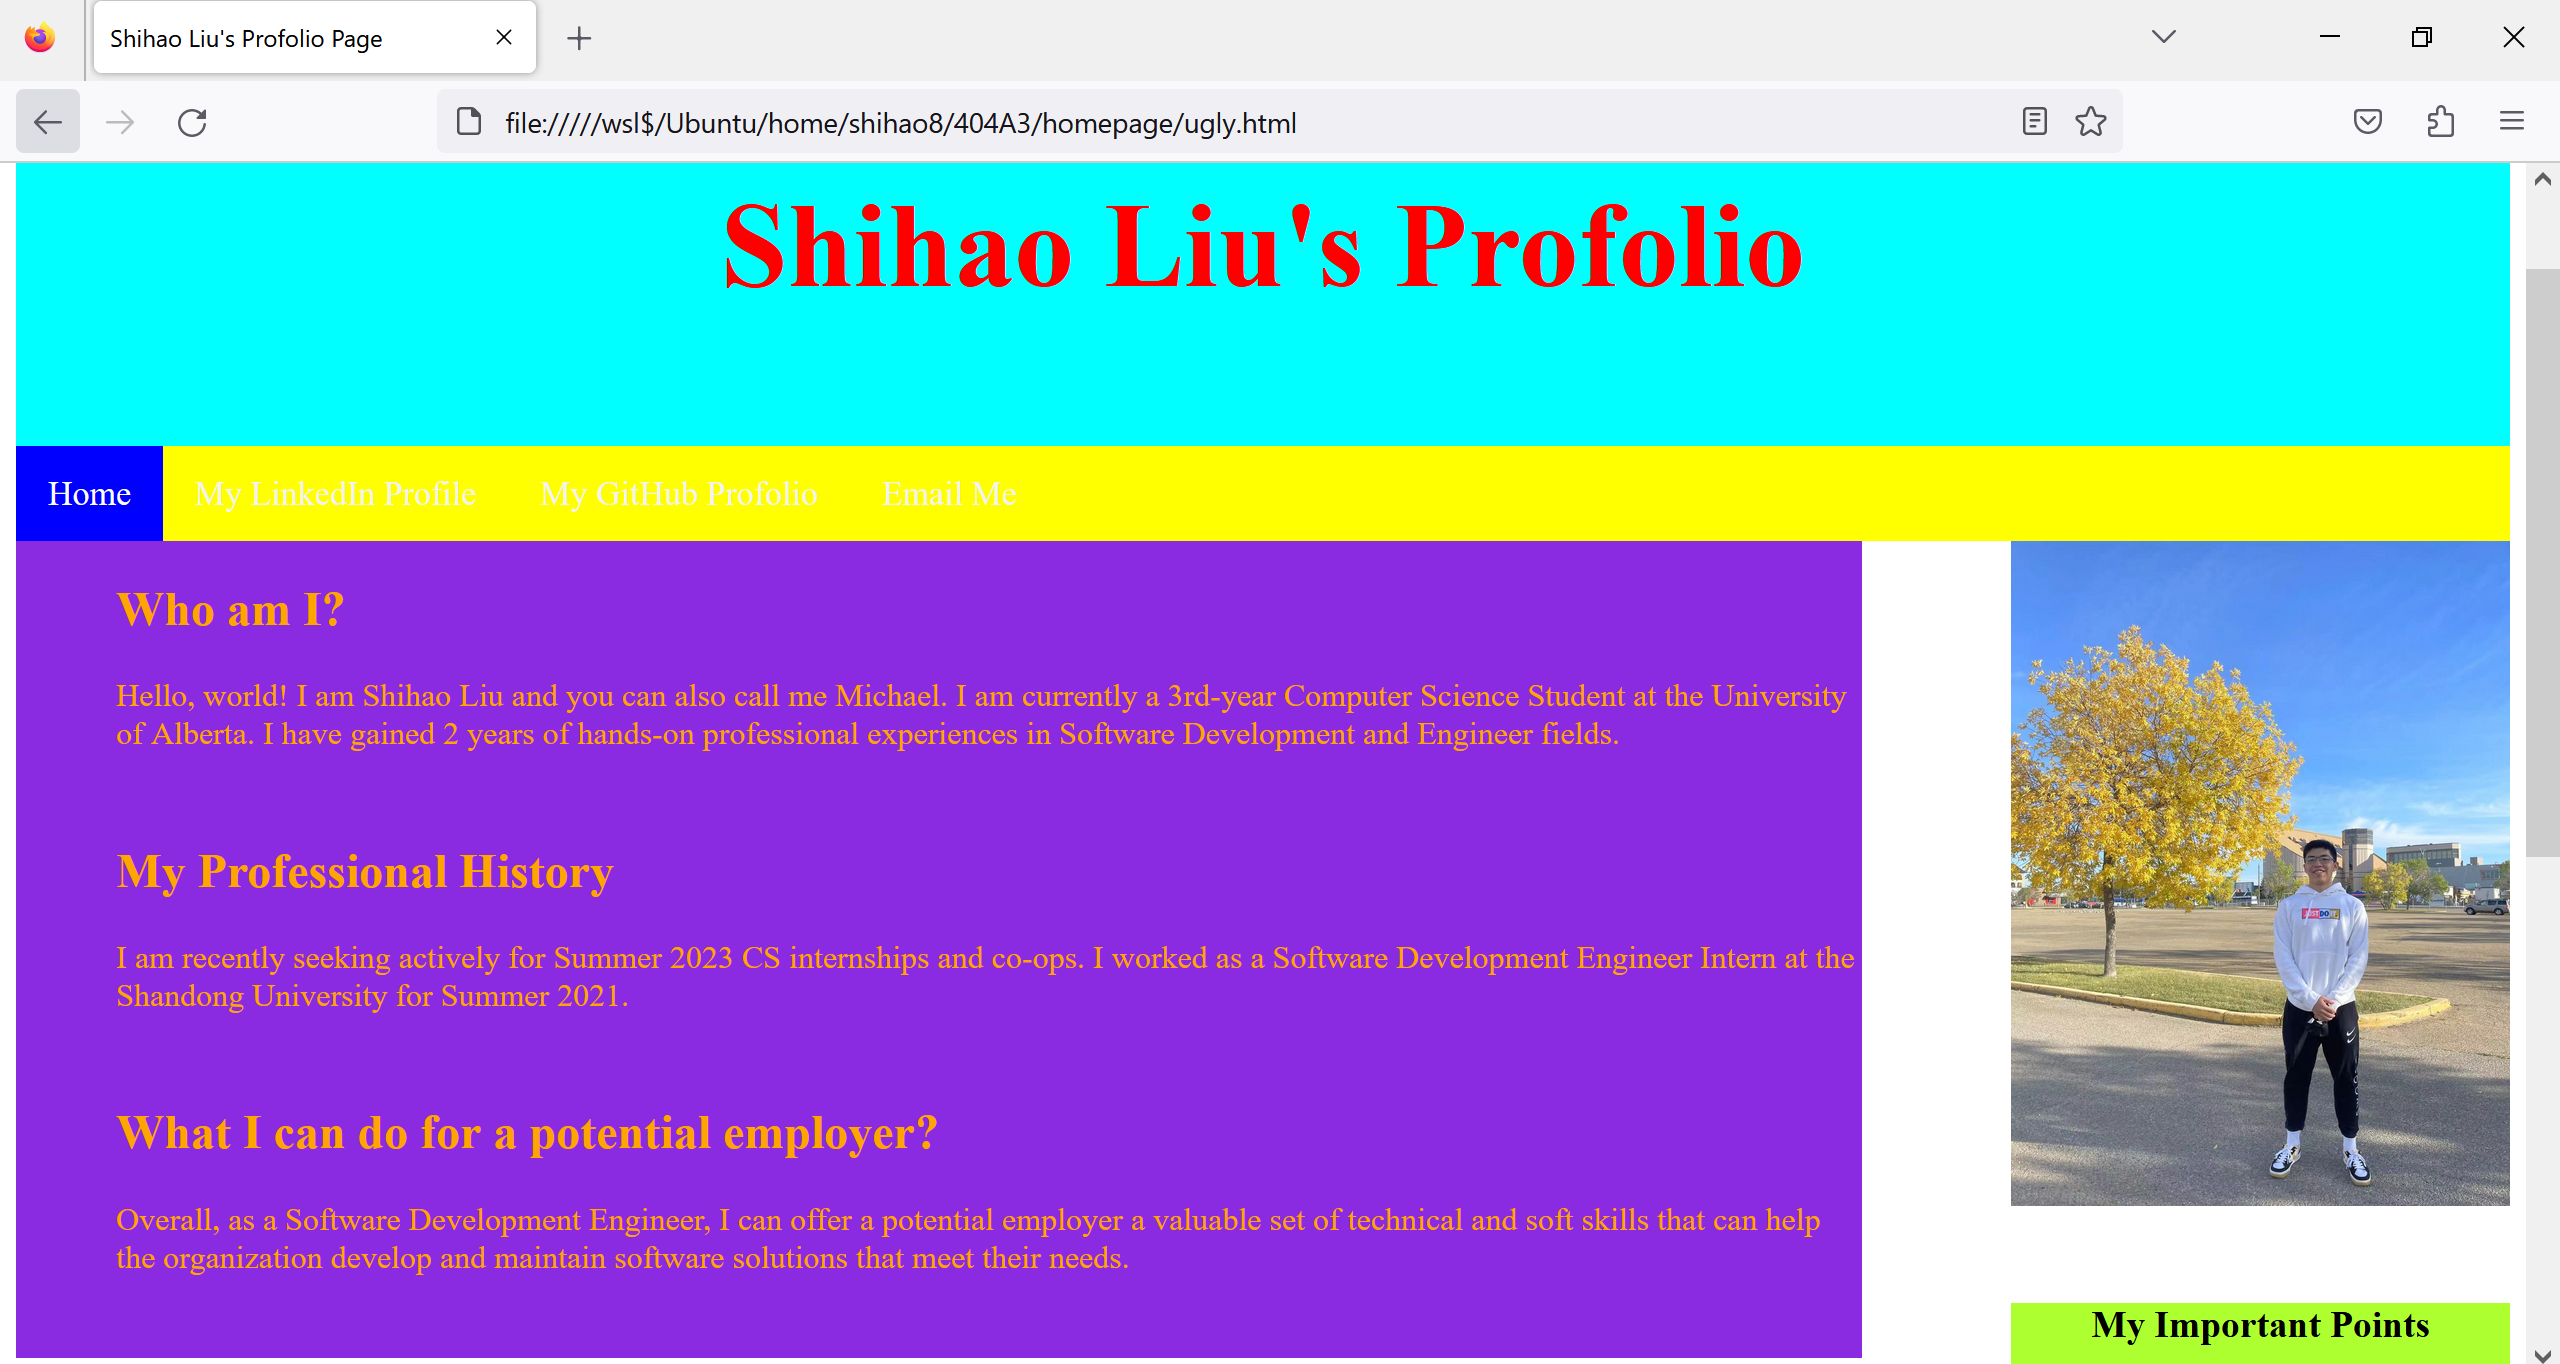 Shihao Liu's Profolio Page
file://///wsl$/Ubuntu/home/shihao8/404A3/homepage/ugly.html
Shihao Liu's Profolio
Home My LinkedIn Profile My GitHub Profolio Email Me
Who am I?
Hello, world! I am Shihao Liu and you can also call me Michael. I am currently a 3rd-year Computer Science Student at the University
of Alberta. I have gained 2 years of hands-on professional experiences in Software Development and Engineer fields.
My Professional History
I am recently seeking actively for Summer 2023 CS internships and co-ops. I worked as a Software Development Engineer Intern at the
Shandong University for Summer 2021.
What I can do for a potential employer?
Overall, as a Software Development Engineer, I can offer a potential employer a valuable set of technical and soft skills that can help
the organization develop and maintain software solutions that meet their needs.
JUST DO IT.
My Important Points